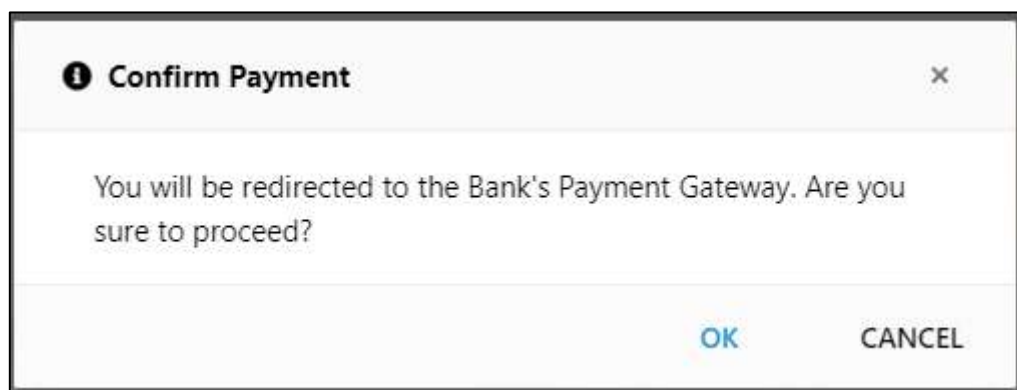 Confirm Payment
You will be redirected to the Bank's Payment Gateway. Are you
sure to proceed?
OK CANCEL